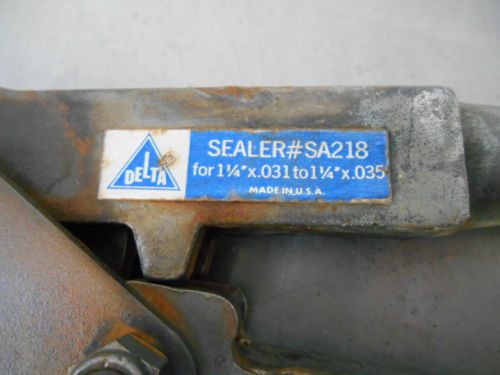 DELTA
SEALER#SA218
for 1¼"x.031 to 1¼"x.035
MADE IN U.S.A.